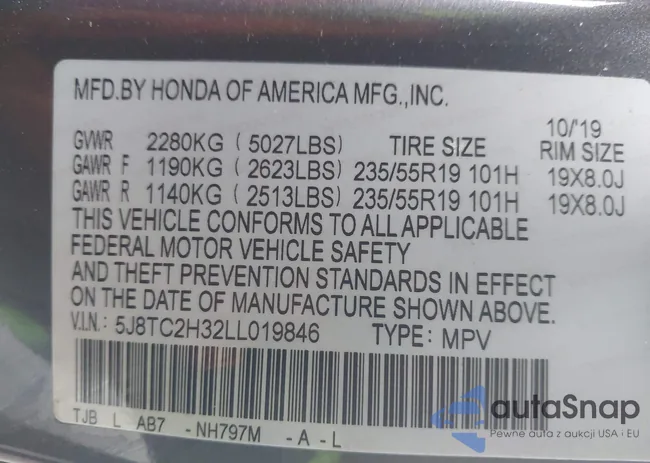 MFD.BY HONDA OF AMERICA MFG.,INC.
10/'19
GVWR 2280KG (5027LBS) TIRE SIZE RIM SIZE
GAWR F 1190KG (2623LBS) 235/55R19 101H 19X8.0J
GAWR R 1140KG (2513LBS) 235/55R19 101H 19X8.0J
THIS VEHICLE CONFORMS TO ALL APPLICABLE
FEDERAL MOTOR VEHICLE SAFETY
AND THEFT PREVENTION STANDARDS IN EFFECT
ON THE DATE OF MANUFACTURE SHOWN ABOVE.
V.I.N.: 5J8TC2H32LL019846 TYPE: MPV
TJB L AB7 -NH797M -A-L
autaSnap
Pewne auta z aukcji USA i EU